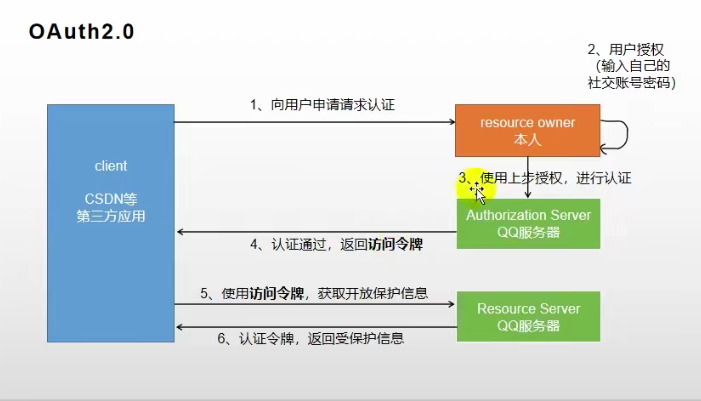 OAuth2.0
2、用户授权
（输入自己的
社交账号密码）
1、向用户申请请求认证
resource owner
本人
client
CSDN等
第三方应用
3、使用上步授权，进行认证
Authorization Server
QQ服务器
4、认证通过，返回访问令牌
5、使用访问令牌，获取开放保护信息
Resource Server
QQ服务器
6、认证令牌，返回受保护信息